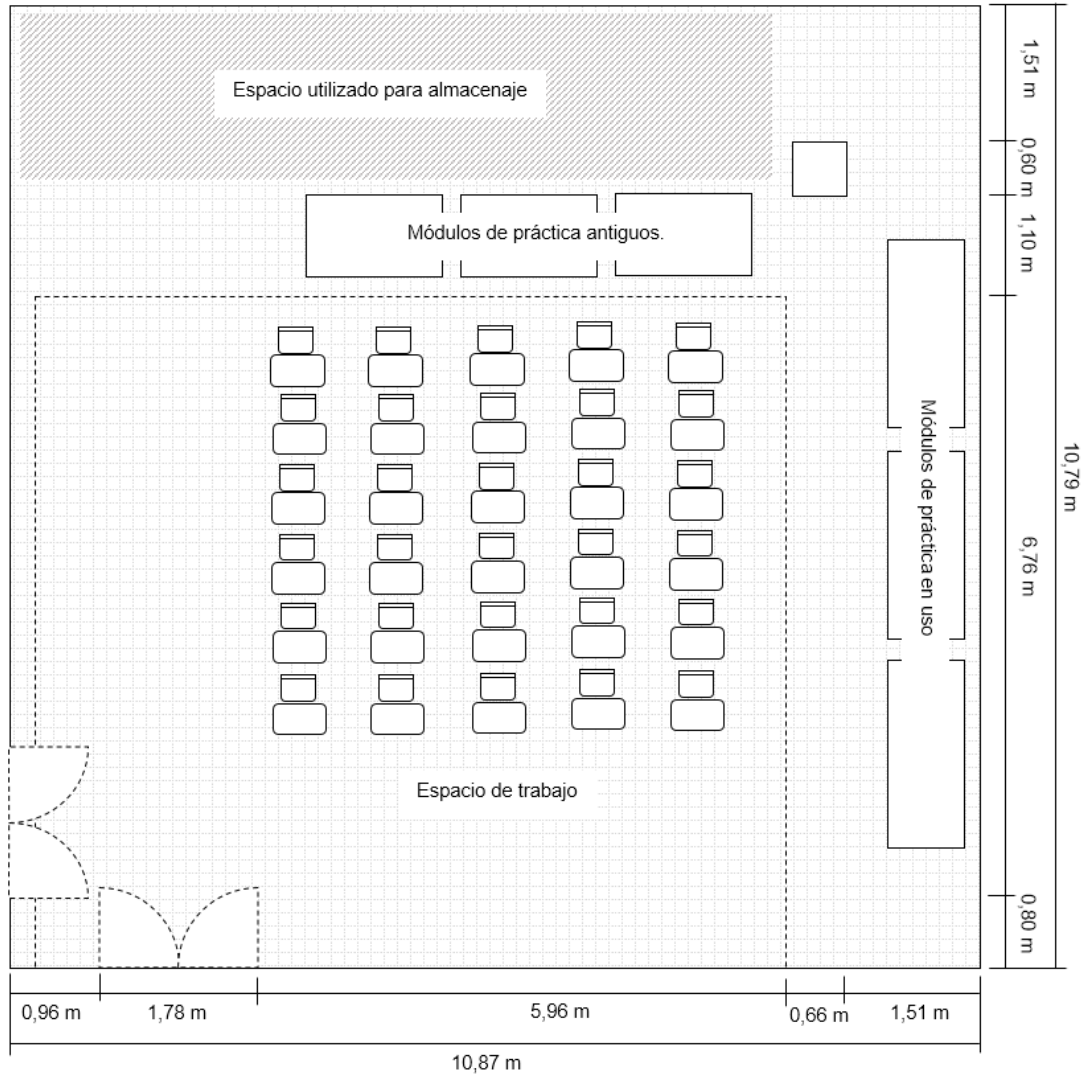 Espacio utilizado para almacenaje
1,51 m
0,60 m
1,10 m
Módulos de práctica antiguos.
Módulos de práctica en uso
10,79 m
6,76 m
Espacio de trabajo
0,80 m
0,96 m
1,78 m
5,96 m
0,66 m
1,51 m
10,87 m